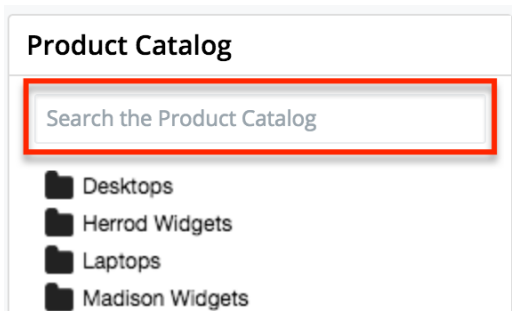 Product Catalog
Search the Product Catalog
Desktops
Herrod Widgets
Laptops
Madison Widgets